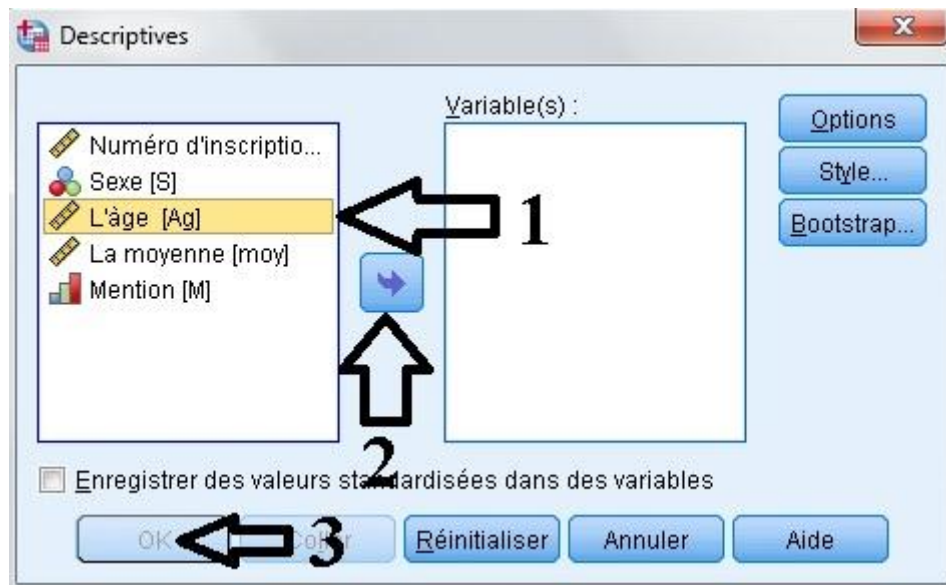 Descriptives
Variable(s) :
Numéro d'inscriptio...
Sexe [S]
L'âge [Ag]
La moyenne [moy]
Mention [M]
Options
Style...
Bootstrap...
1
2
Enregistrer des valeurs standardisées dans des variables
OK
3
Réinitialiser
Annuler
Aide